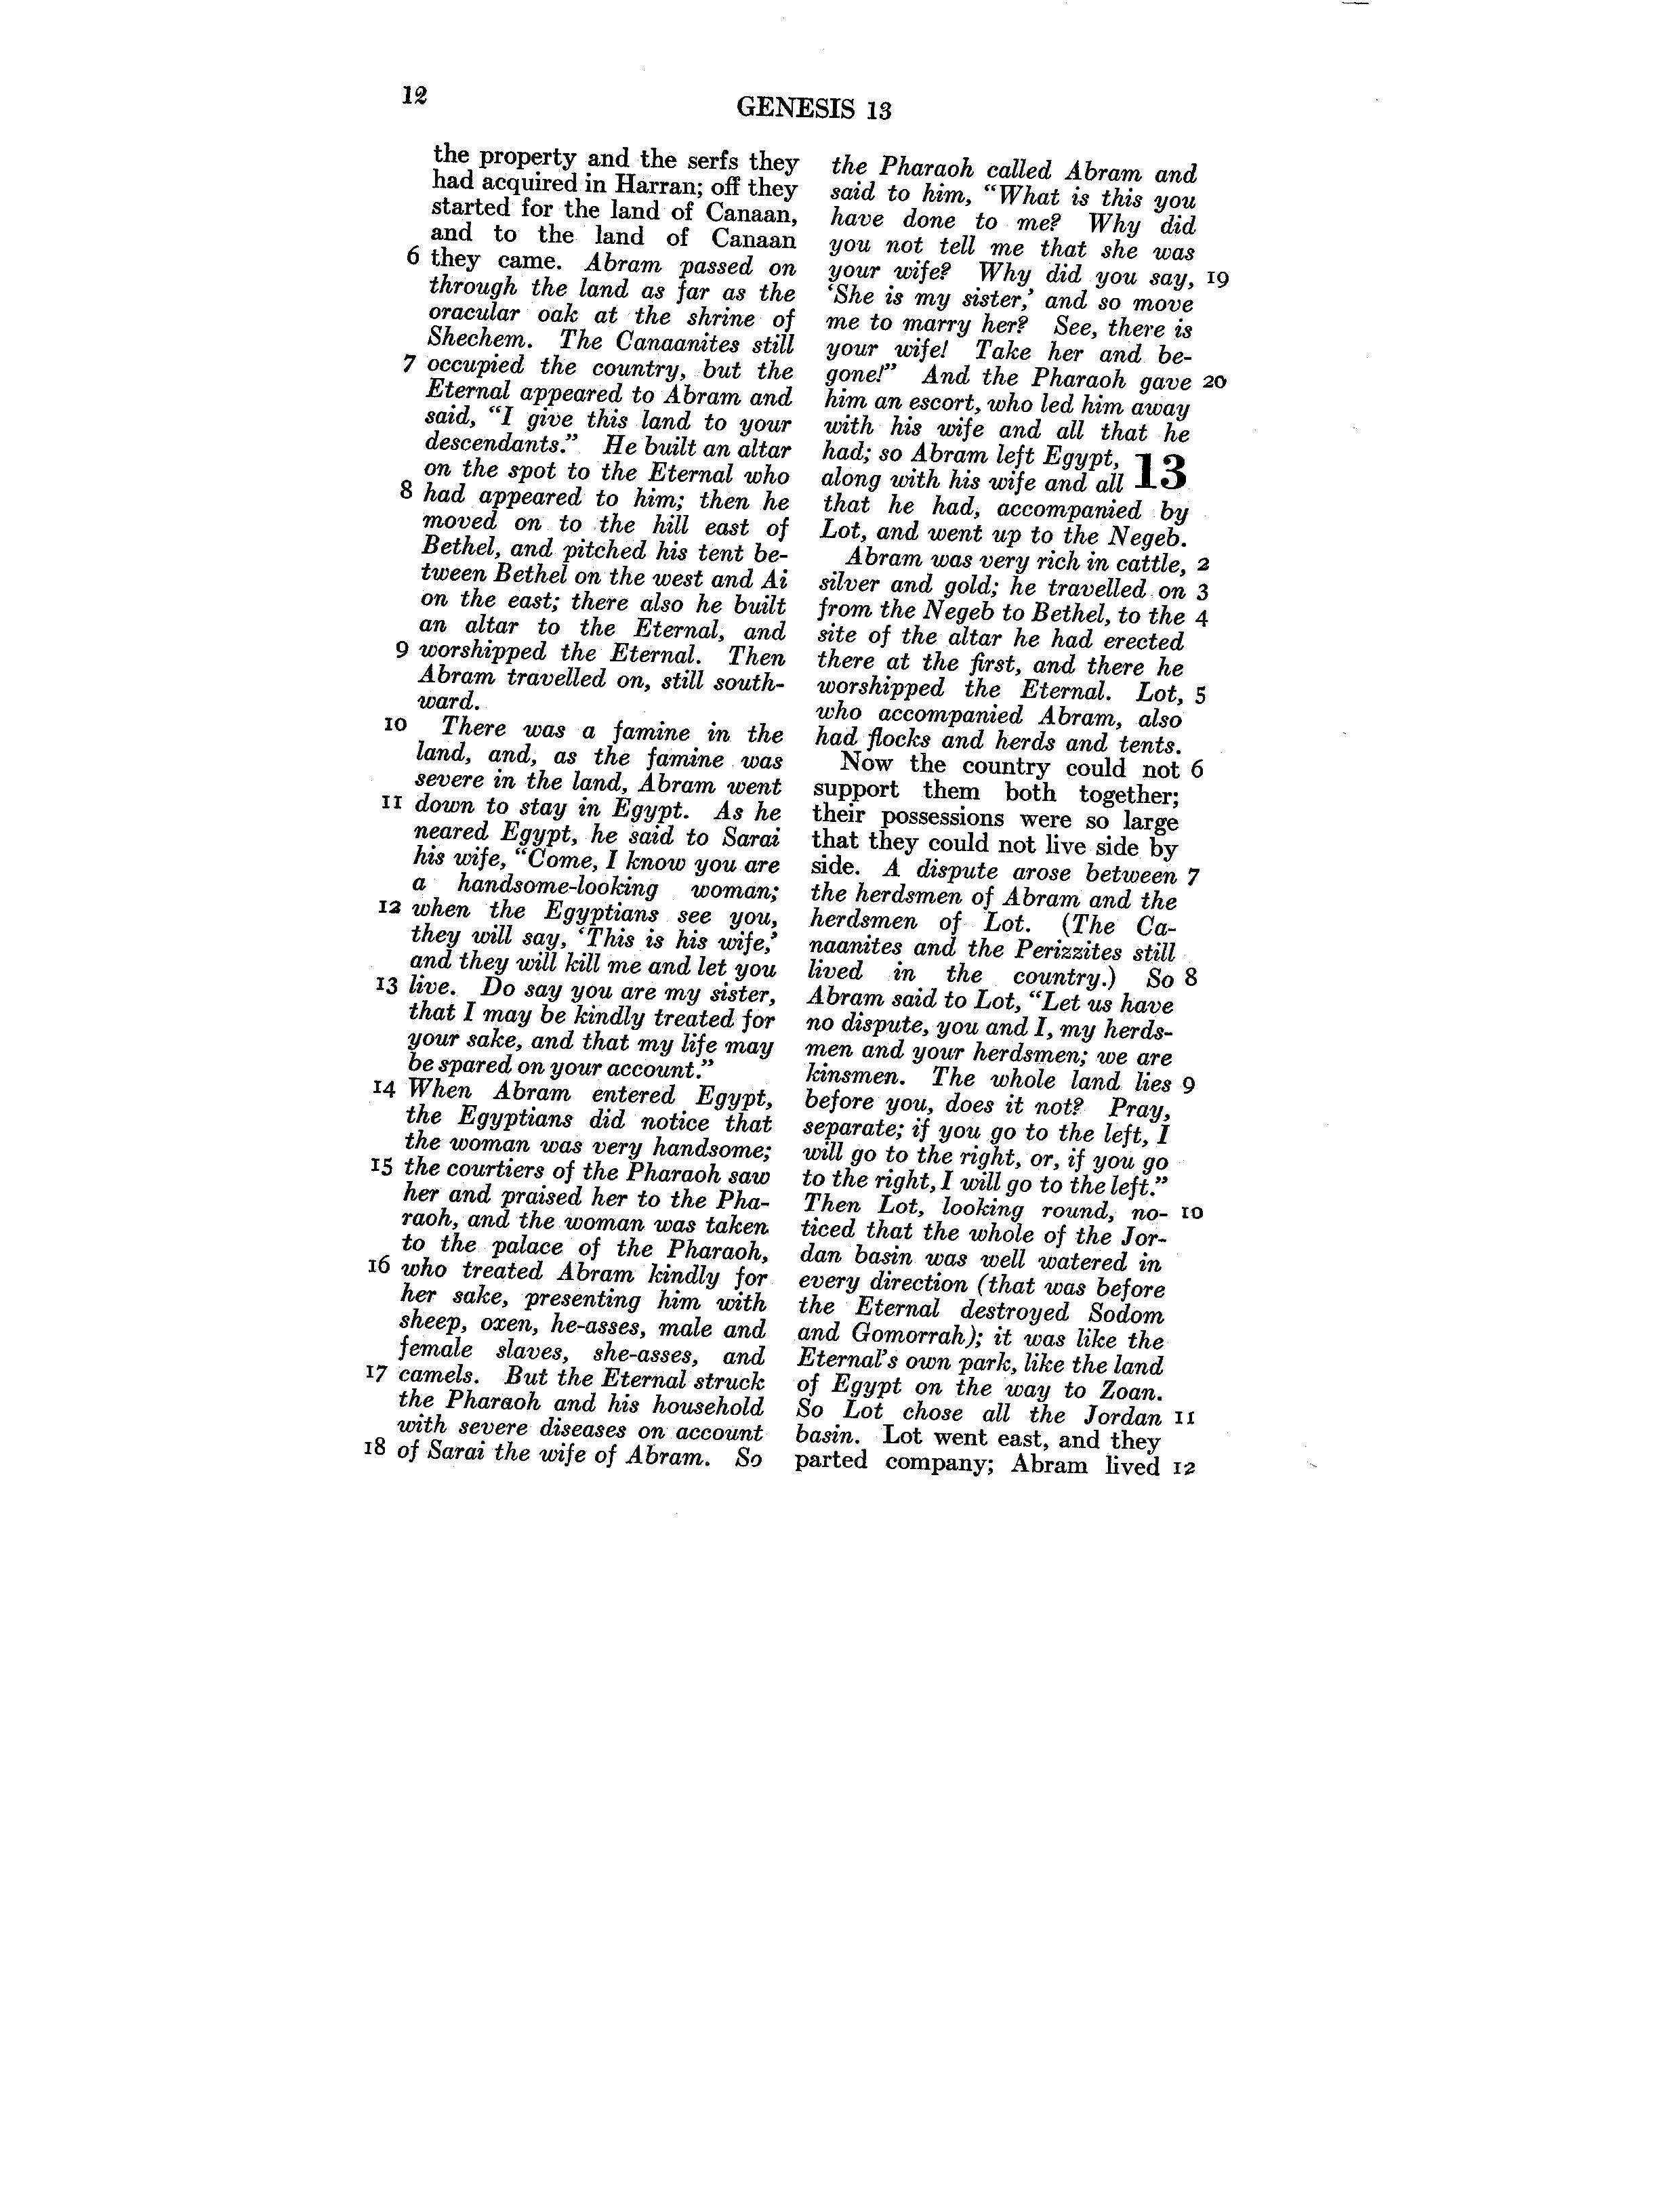 12
GENESIS 13
the property and the serfs they
had acquired in Harran; off they
started for the land of Canaan,
and to the land of Canaan
6 they came. Abram passed on
through the land as far as the
oracular oak at the shrine of
Shechem. The Canaanites still
7 occupied the country, but the
Eternal appeared to Abram and
said, “I give this land to your
descendants.” He built an altar
on the spot to the Eternal who
8 had appeared to him; then he
moved on to the hill east of
Bethel, and pitched his tent be-
tween Bethel on the west and Ai
on the east; there also he built
an altar to the Eternal, and
9 worshipped the Eternal. Then
Abram travelled on, still south-
ward.
10 There was a famine in the
land, and, as the famine was
severe in the land, Abram went
11 down to stay in Egypt. As he
neared Egypt, he said to Sarai
his wife, “Come, I know you are
a handsome-looking woman;
12 when the Egyptians see you,
they will say, ‘This is his wife,’
and they will kill me and let you
13 live. Do say you are my sister,
that I may be kindly treated for
your sake, and that my life may
be spared on your account.”
14 When Abram entered Egypt,
the Egyptians did notice that
the woman was very handsome;
15 the courtiers of the Pharaoh saw
her and praised her to the Pha-
raoh, and the woman was taken
to the palace of the Pharaoh,
16 who treated Abram kindly for
her sake, presenting him with
sheep, oxen, he-asses, male and
female slaves, she-asses, and
17 camels. But the Eternal struck
the Pharaoh and his household
with severe diseases on account
18 of Sarai the wife of Abram. So
the Pharaoh called Abram and
said to him, “What is this you
have done to me? Why did
you not tell me that she was
your wife? Why did you say, 19
‘She is my sister,’ and so move
me to marry her? See, there is
your wife! Take her and be-
gone!” And the Pharaoh gave 20
him an escort, who led him away
with his wife and all that he
had; so Abram left Egypt, 13
along with his wife and all
that he had, accompanied by
Lot, and went up to the Negeb.
Abram was very rich in cattle, 2
silver and gold; he travelled on 3
from the Negeb to Bethel, to the 4
site of the altar he had erected
there at the first, and there he
worshipped the Eternal. Lot, 5
who accompanied Abram, also
had flocks and herds and tents.
Now the country could not 6
support them both together;
their possessions were so large
that they could not live side by
side. A dispute arose between 7
the herdsmen of Abram and the
herdsmen of Lot. (The Ca-
naanites and the Perizzites still
lived in the country.) So 8
Abram said to Lot, “Let us have
no dispute, you and I, my herds-
men and your herdsmen; we are
kinsmen. The whole land lies 9
before you, does it not? Pray,
separate; if you go to the left, I
will go to the right, or, if you go
to the right, I will go to the left.”
Then Lot, looking round, no- 10
ticed that the whole of the Jor-
dan basin was well watered in
every direction (that was before
the Eternal destroyed Sodom
and Gomorrah); it was like the
Eternal’s own park, like the land
of Egypt on the way to Zoan.
So Lot chose all the Jordan 11
basin. Lot went east, and they
parted company; Abram lived 12